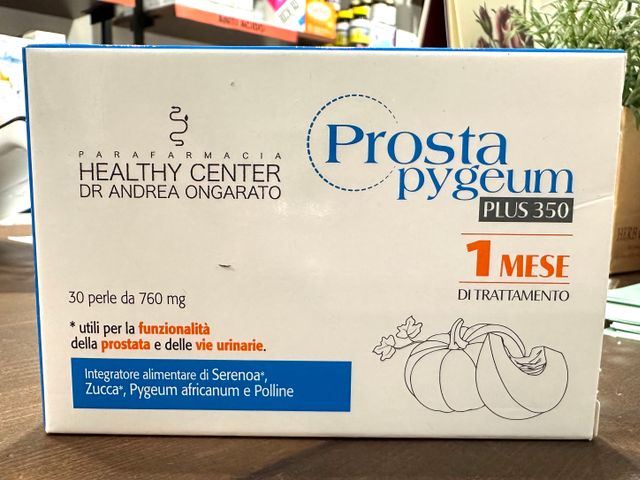 PARAFARMACIA
HEALTHY CENTER
DR ANDREA ONGARATO
Prosta
pygeum
PLUS 350
1 MESE
DI TRATTAMENTO
30 perle da 760 mg
* utili per la funzionalità
della prostata e delle vie urinarie.
Integratore alimentare di Serenoa*,
Zucca*, Pygeum africanum e Polline